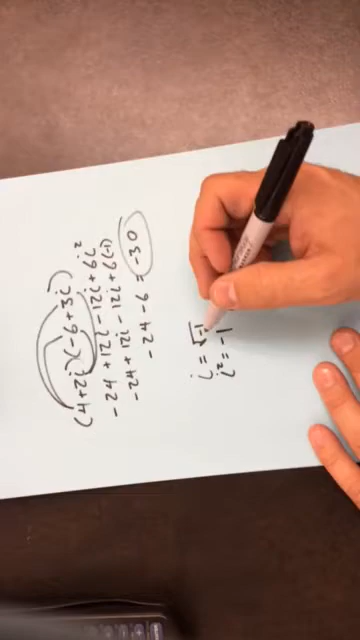 (4+2i)(-6+3i)
-24+12i-12i+6i²
-24+12i-12i+6(-1)
-24-6 = -30
i = √-1
i² = -1